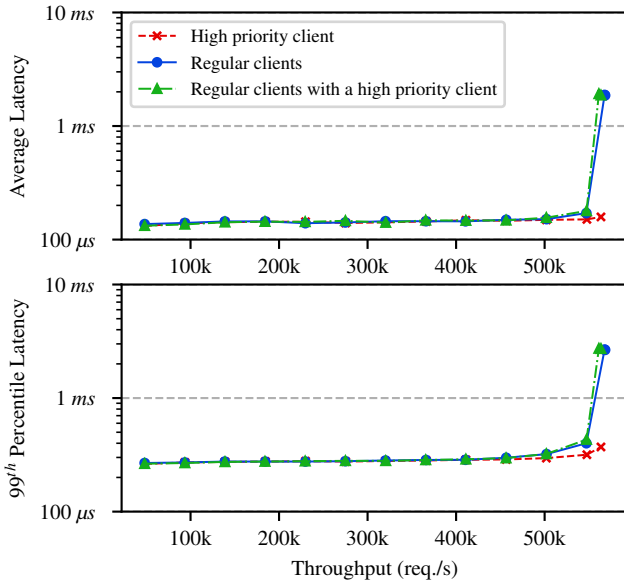 10 ms
High priority client
Regular clients
Regular clients with a high priority client
1 ms
100 μs
Average Latency
100k 200k 300k 400k 500k
10 ms
1 ms
100 μs
99th Percentile Latency
100k 200k 300k 400k 500k
Throughput (req./s)